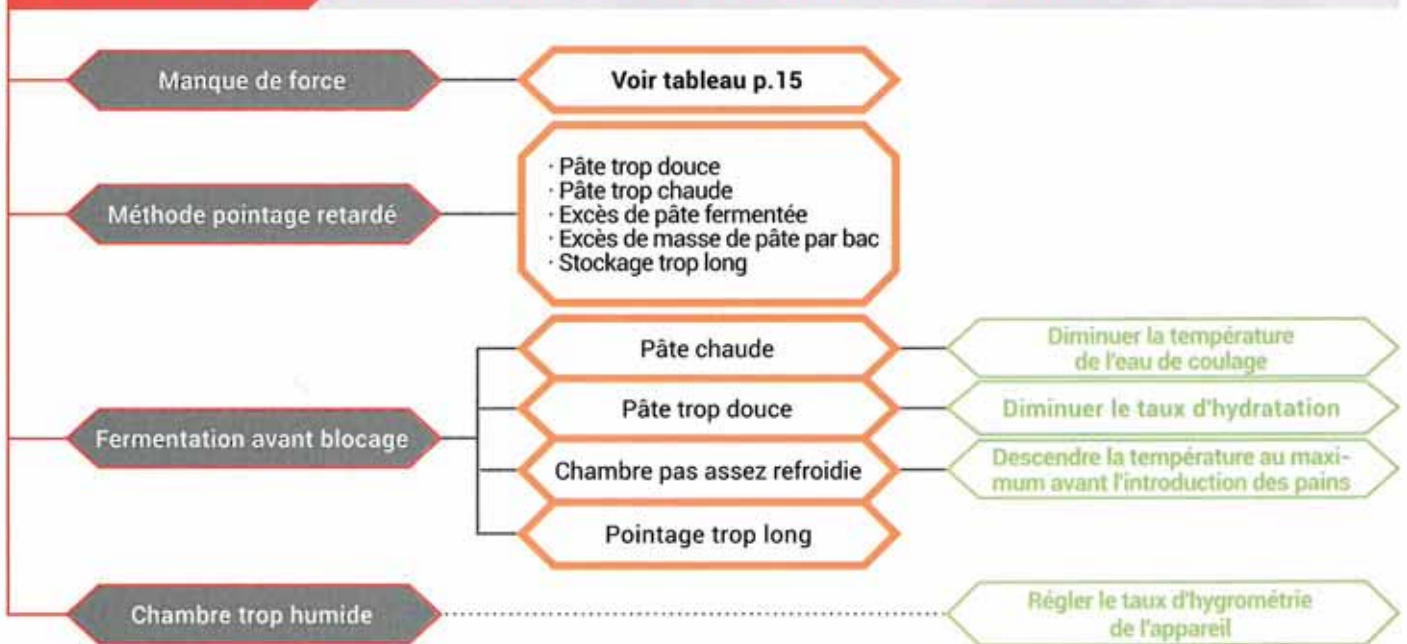 Manque de force
Voir tableau p.15
Méthode pointage retardé
· Pâte trop douce
· Pâte trop chaude
· Excès de pâte fermentée
· Excès de masse de pâte par bac
· Stockage trop long
Fermentation avant blocage
Pâte chaude
Diminuer la température
de l'eau de coulage
Pâte trop douce
Diminuer le taux d'hydratation
Chambre pas assez refroidie
Descendre la température au maxi-
mum avant l'introduction des pains
Pointage trop long
Chambre trop humide
Régler le taux d'hygrométrie
de l'appareil